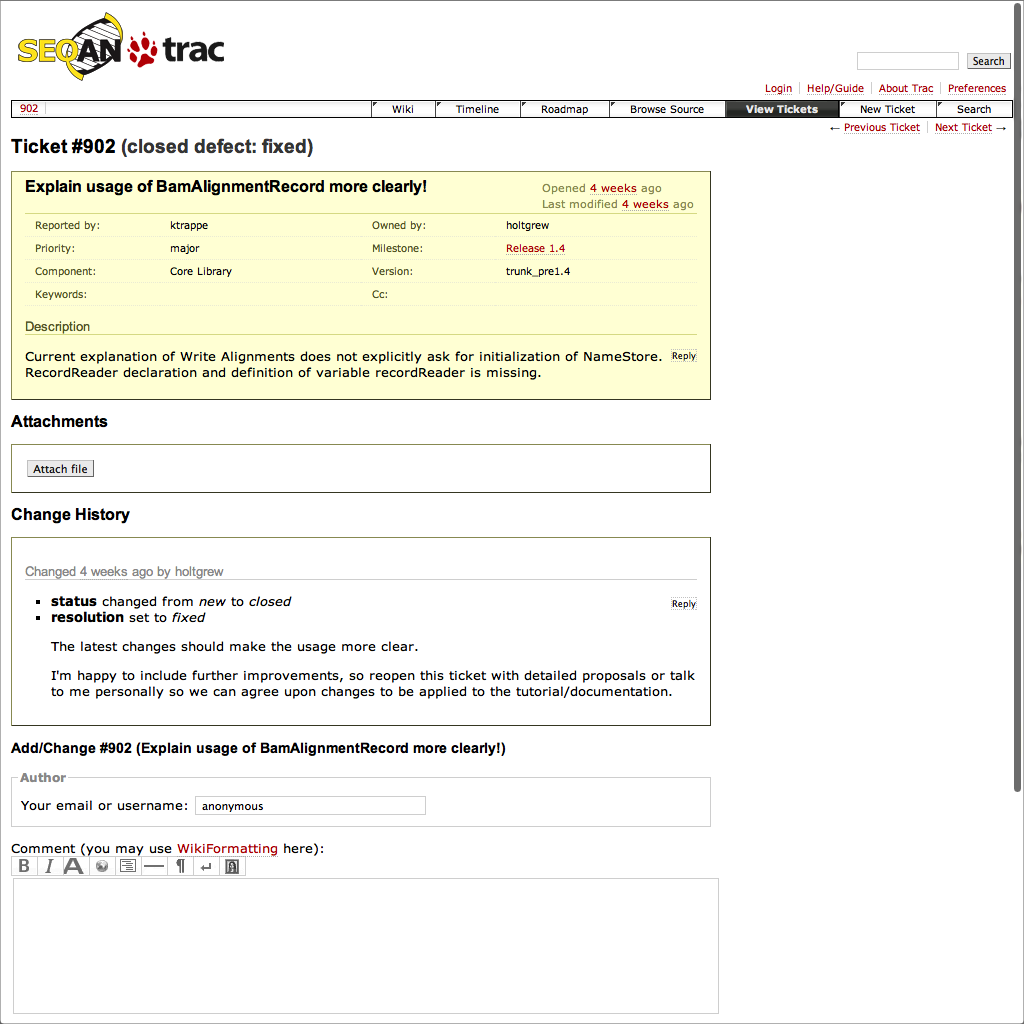 SEQAN trac
Search
Login Help/Guide About Trac Preferences
902 Wiki Timeline Roadmap Browse Source View Tickets New Ticket Search
← Previous Ticket Next Ticket →
Ticket #902 (closed defect: fixed)
Explain usage of BamAlignmentRecord more clearly!
Opened 4 weeks ago
Last modified 4 weeks ago
Reported by: ktrappe Owned by: holtgrew
Priority: major Milestone: Release 1.4
Component: Core Library Version: trunk_pre1.4
Keywords: Cc:
Description
Current explanation of Write Alignments does not explicitly ask for initialization of NameStore. Reply
RecordReader declaration and definition of variable recordReader is missing.
Attachments
Attach file
Change History
Changed 4 weeks ago by holtgrew
status changed from new to closed Reply
resolution set to fixed
The latest changes should make the usage more clear.
I'm happy to include further improvements, so reopen this ticket with detailed proposals or talk
to me personally so we can agree upon changes to be applied to the tutorial/documentation.
Add/Change #902 (Explain usage of BamAlignmentRecord more clearly!)
Author
Your email or username: anonymous
Comment (you may use WikiFormatting here):
B I A ¶